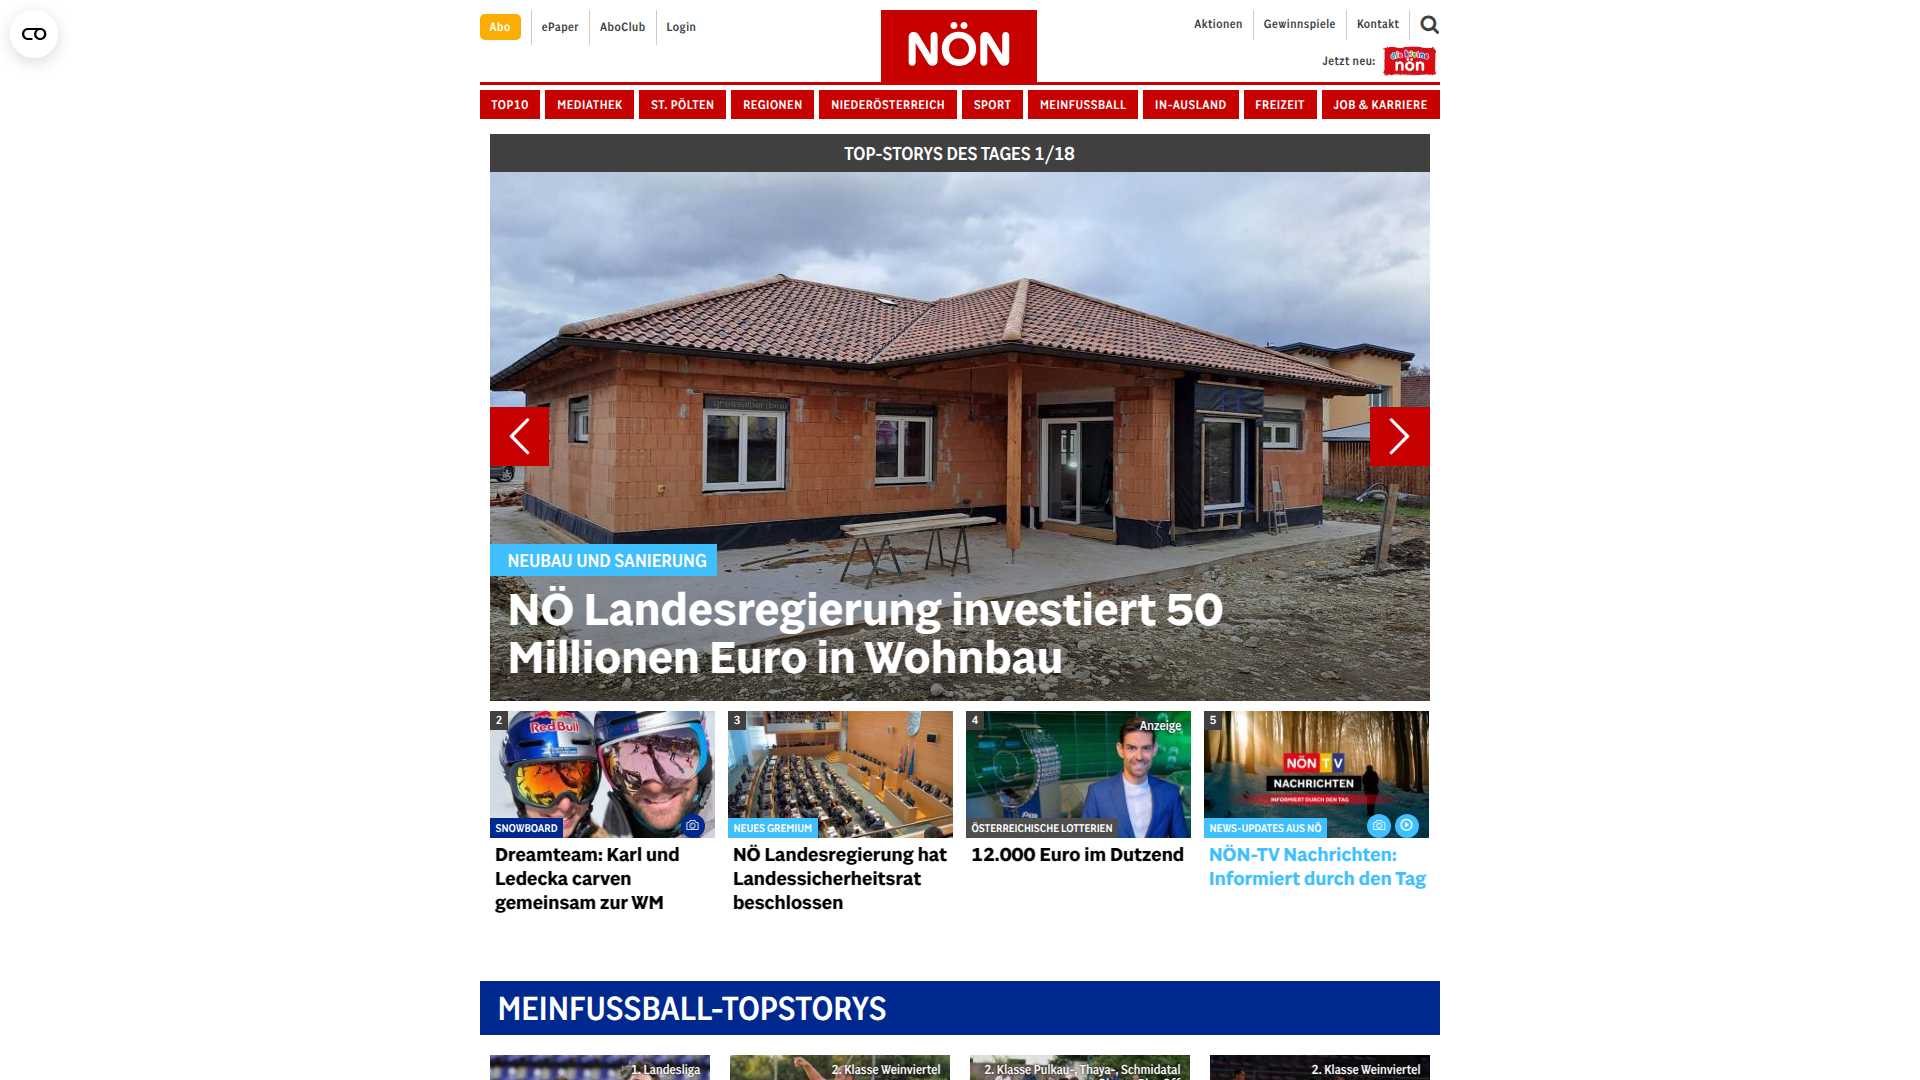 Abo
ePaper
AboClub
Login
NÖN
Aktionen
Gewinnspiele
Kontakt
Jetzt neu:
die kleine
nön
TOP10
MEDIATHEK
ST. PÖLTEN
REGIONEN
NIEDERÖSTERREICH
SPORT
MEINFUSSBALL
IN-AUSLAND
FREIZEIT
JOB & KARRIERE
TOP-STORYS DES TAGES 1/18
NEUBAU UND SANIERUNG
NÖ Landesregierung investiert 50
Millionen Euro in Wohnbau
2
Red Bull
SNOWBOARD
Dreamteam: Karl und
Ledecka carven
gemeinsam zur WM
3
NEUES GREMIUM
NÖ Landesregierung hat
Landessicherheitsrat
beschlossen
4
Anzeige
ÖSTERREICHISCHE LOTTERIEN
12.000 Euro im Dutzend
5
NÖN TV
NACHRICHTEN
INFORMIERT DURCH DEN TAG
NEWS-UPDATES AUS NÖ
NÖN-TV Nachrichten:
Informiert durch den Tag
MEINFUSSBALL-TOPSTORYS
1. Landesliga
2. Klasse Weinviertel
2. Klasse Pulkau-, Thaya-, Schmidatal
2. Klasse Weinviertel